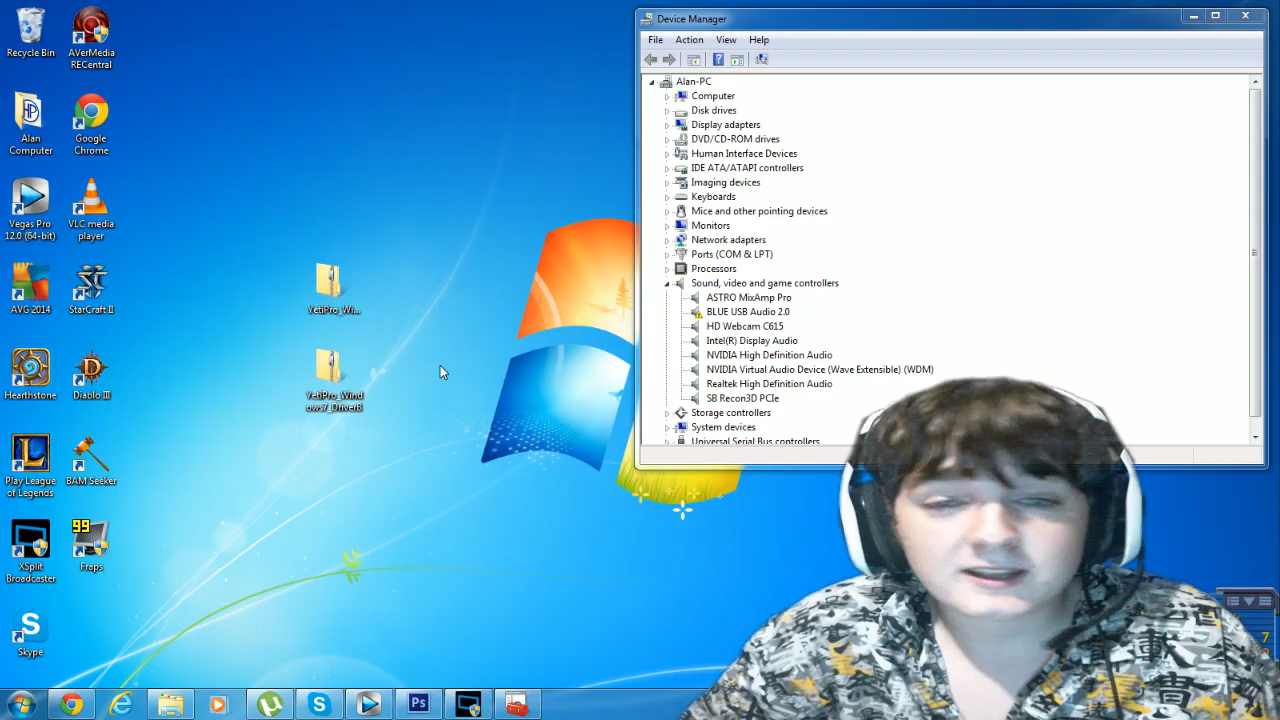 Recycle Bin
AVerMedia
RECentral
Alan
Computer
Google
Chrome
Vegas Pro
12.0 (64-bit)
VLC media
player
AVG 2014
StarCraft II
Hearthstone
Diablo III
Play League
of Legends
BAM Seeker
99
XSplit
Broadcaster
Fraps
S
Skype
YetiPro_Wi...
YetiPro_Wind
ows7_DriverB
Device Manager
File Action View Help
Alan-PC
Computer
Disk drives
Display adapters
DVD/CD-ROM drives
Human Interface Devices
IDE ATA/ATAPI controllers
Imaging devices
Keyboards
Mice and other pointing devices
Monitors
Network adapters
Ports (COM & LPT)
Processors
Sound, video and game controllers
ASTRO MixAmp Pro
BLUE USB Audio 2.0
HD Webcam C615
Intel(R) Display Audio
NVIDIA High Definition Audio
NVIDIA Virtual Audio Device (Wave Extensible) (WDM)
Realtek High Definition Audio
SB Recon3D PCIe
Storage controllers
System devices
Universal Serial Bus controllers
7
Ps